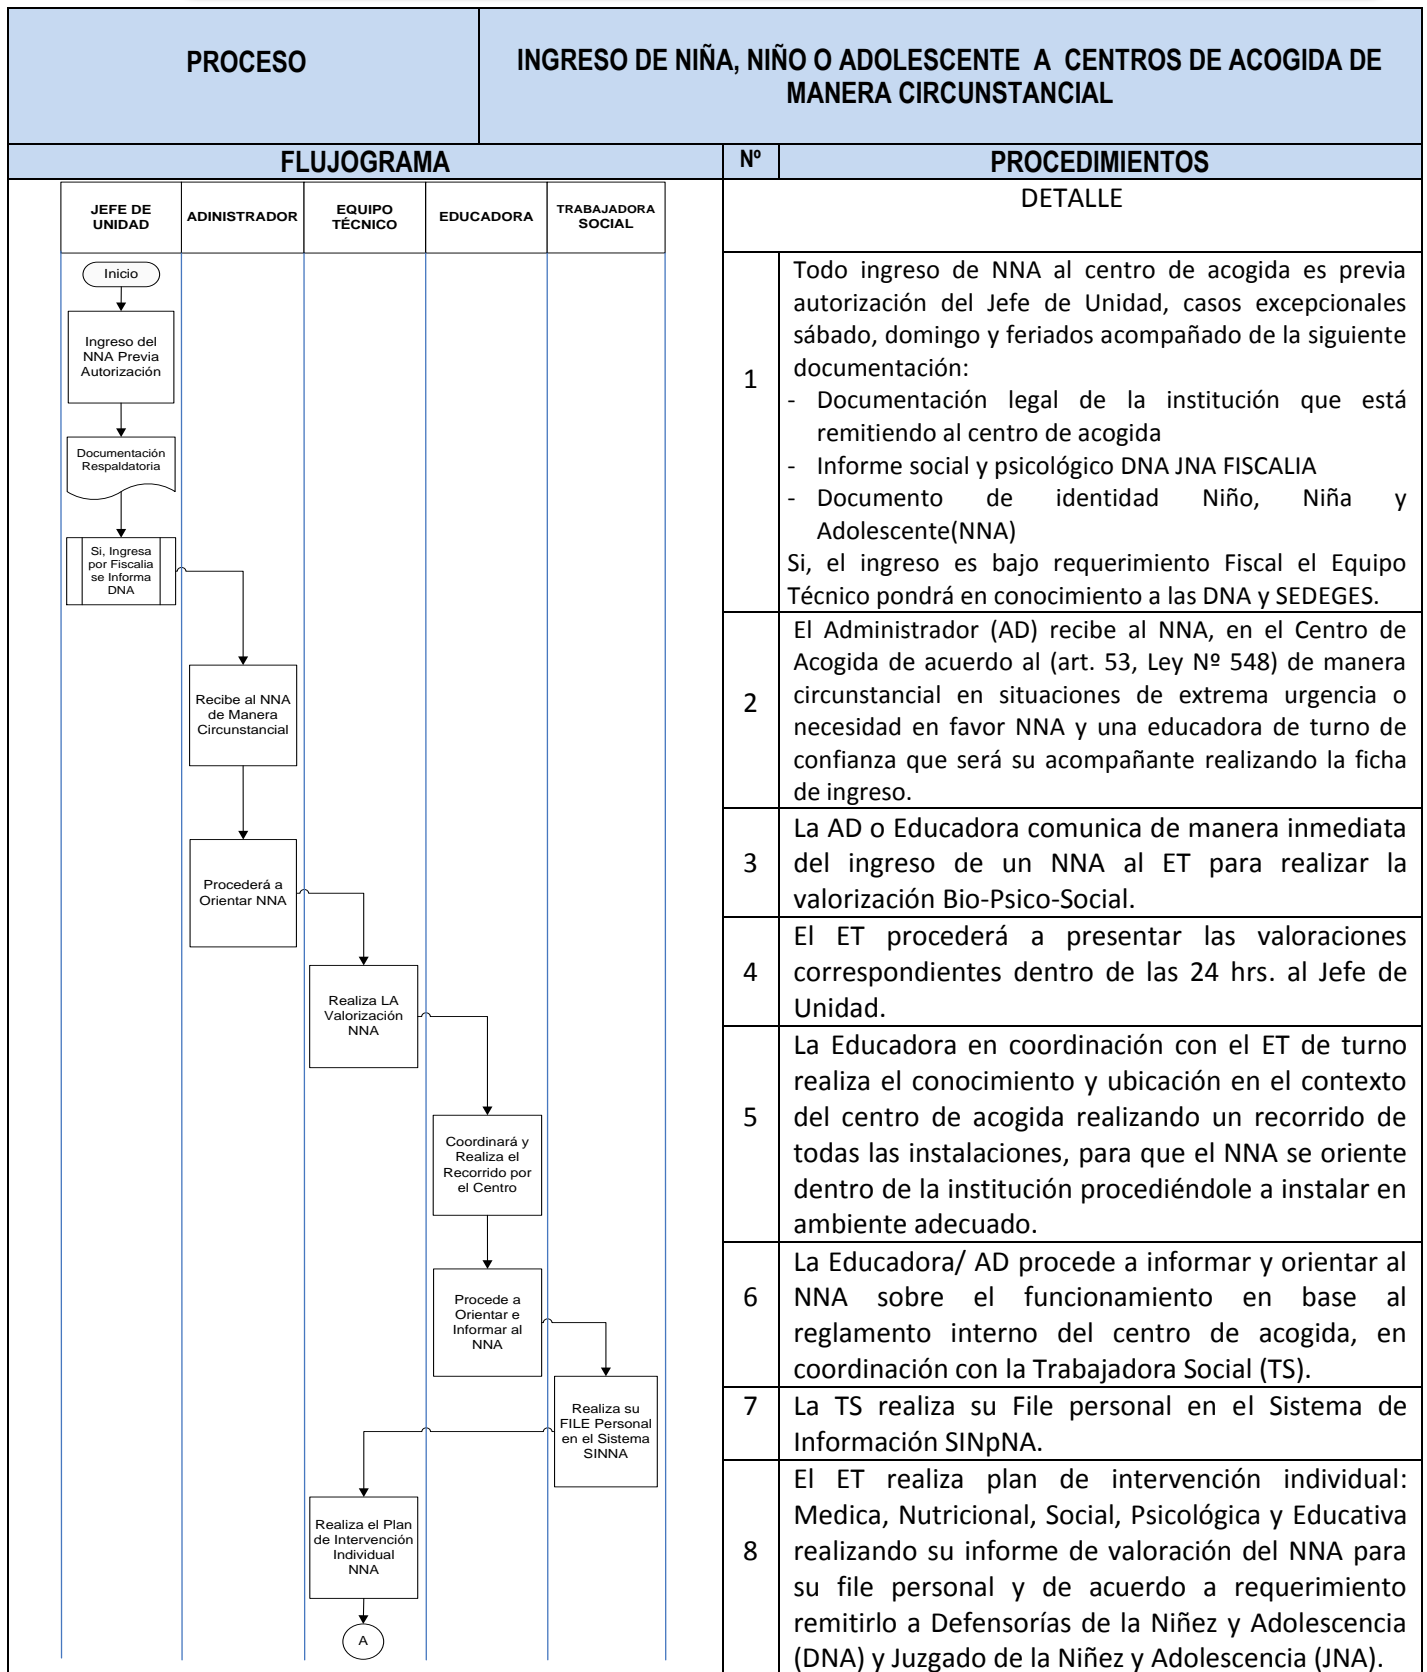 PROCESO
INGRESO DE NIÑA, NIÑO O ADOLESCENTE A CENTROS DE ACOGIDA DE
MANERA CIRCUNSTANCIAL
FLUJOGRAMA
Nº
PROCEDIMIENTOS
JEFE DE
UNIDAD
ADINISTRADOR
EQUIPO
TÉCNICO
EDUCADORA
TRABAJADORA
SOCIAL
DETALLE
Inicio
Ingreso del
NNA Previa
Autorización
Documentación
Respaldatoria
Si, Ingresa
por Fiscalia
se Informa
DNA
Recibe al NNA
de Manera
Circunstancial
Procederá a
Orientar NNA
Realiza LA
Valorización
NNA
Coordinará y
Realiza el
Recorrido por
el Centro
Procede a
Orientar e
Informar al
NNA
Realiza su
FILE Personal
en el Sistema
SINNA
Realiza el Plan
de Intervención
Individual
NNA
A
1
Todo ingreso de NNA al centro de acogida es previa
autorización del Jefe de Unidad, casos excepcionales
sábado, domingo y feriados acompañado de la siguiente
documentación:
- Documentación legal de la institución que está
remitiendo al centro de acogida
- Informe social y psicológico DNA JNA FISCALIA
- Documento de identidad Niño, Niña y
Adolescente(NNA)
Si, el ingreso es bajo requerimiento Fiscal el Equipo
Técnico pondrá en conocimiento a las DNA y SEDEGES.
2
El Administrador (AD) recibe al NNA, en el Centro de
Acogida de acuerdo al (art. 53, Ley Nº 548) de manera
circunstancial en situaciones de extrema urgencia o
necesidad en favor NNA y una educadora de turno de
confianza que será su acompañante realizando la ficha
de ingreso.
3
La AD o Educadora comunica de manera inmediata
del ingreso de un NNA al ET para realizar la
valorización Bio-Psico-Social.
4
El ET procederá a presentar las valoraciones
correspondientes dentro de las 24 hrs. al Jefe de
Unidad.
5
La Educadora en coordinación con el ET de turno
realiza el conocimiento y ubicación en el contexto
del centro de acogida realizando un recorrido de
todas las instalaciones, para que el NNA se oriente
dentro de la institución procediéndole a instalar en
ambiente adecuado.
6
La Educadora/ AD procede a informar y orientar al
NNA sobre el funcionamiento en base al
reglamento interno del centro de acogida, en
coordinación con la Trabajadora Social (TS).
7
La TS realiza su File personal en el Sistema de
Información SINpNA.
8
El ET realiza plan de intervención individual:
Medica, Nutricional, Social, Psicológica y Educativa
realizando su informe de valoración del NNA para
su file personal y de acuerdo a requerimiento
remitirlo a Defensorías de la Niñez y Adolescencia
(DNA) y Juzgado de la Niñez y Adolescencia (JNA).